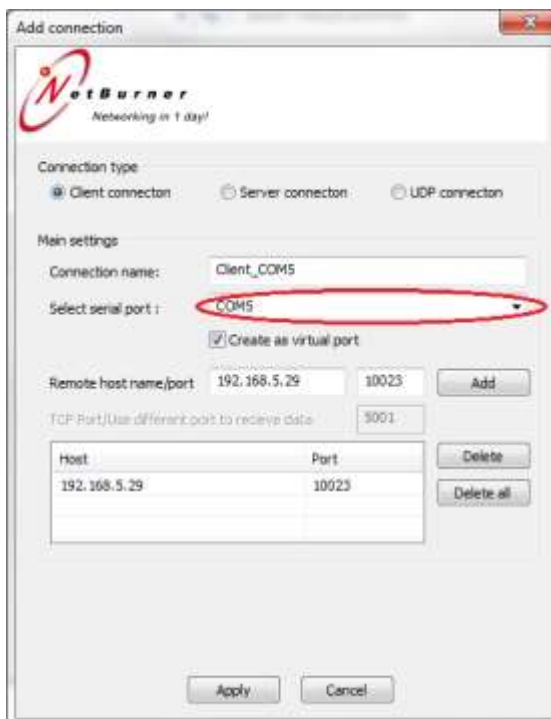 Add connection
NetBurner
Networking in 1 day!
Connection type
Client connecton
Server connecton
UDP connecton
Main settings
Connection name:
Client_COM5
Select serial port :
COM5
Create as virtual port
Remote host name/port
192.168.5.29
10023
Add
TCP Port/Use different port to recieve data
5001
Host
Port
Delete
192.168.5.29
10023
Delete all
Apply
Cancel